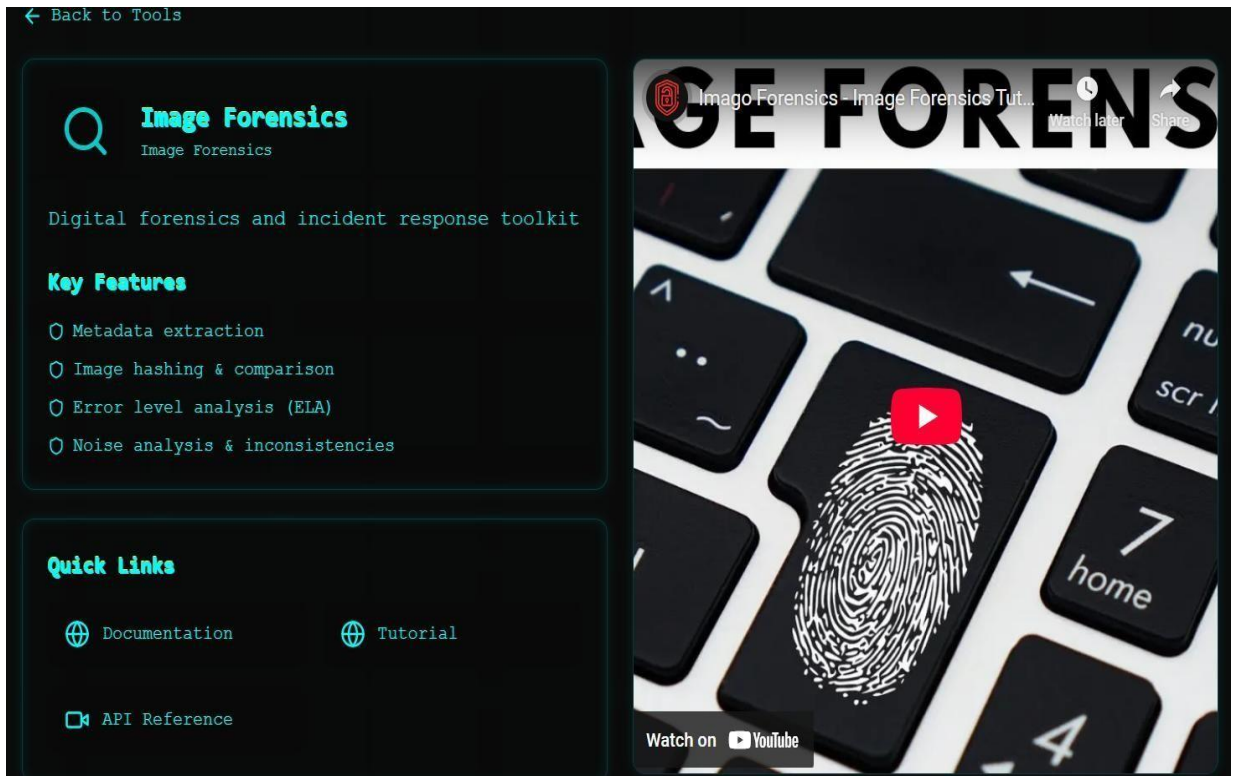 Back to Tools
Image Forensics
Image Forensics
Digital forensics and incident response toolkit
Key Features
Metadata extraction
Image hashing & comparison
Error level analysis (ELA)
Noise analysis & inconsistencies
Quick Links
Documentation
Tutorial
API Reference
AGE FORENS
Imago Forensics - Image Forensics Tut...
Watch later
Share
nu
scr l
7
home
4
Watch on YouTube